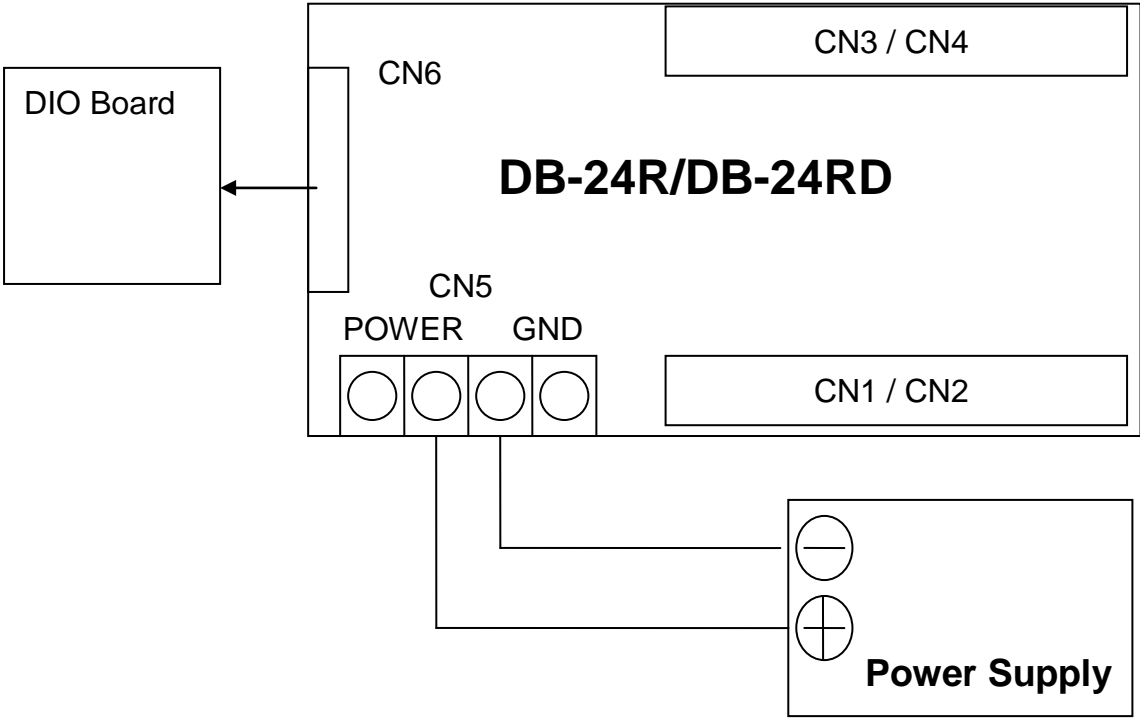 CN3 / CN4
CN6
DIO Board
DB-24R/DB-24RD
CN5
POWER GND
CN1 / CN2
Power Supply